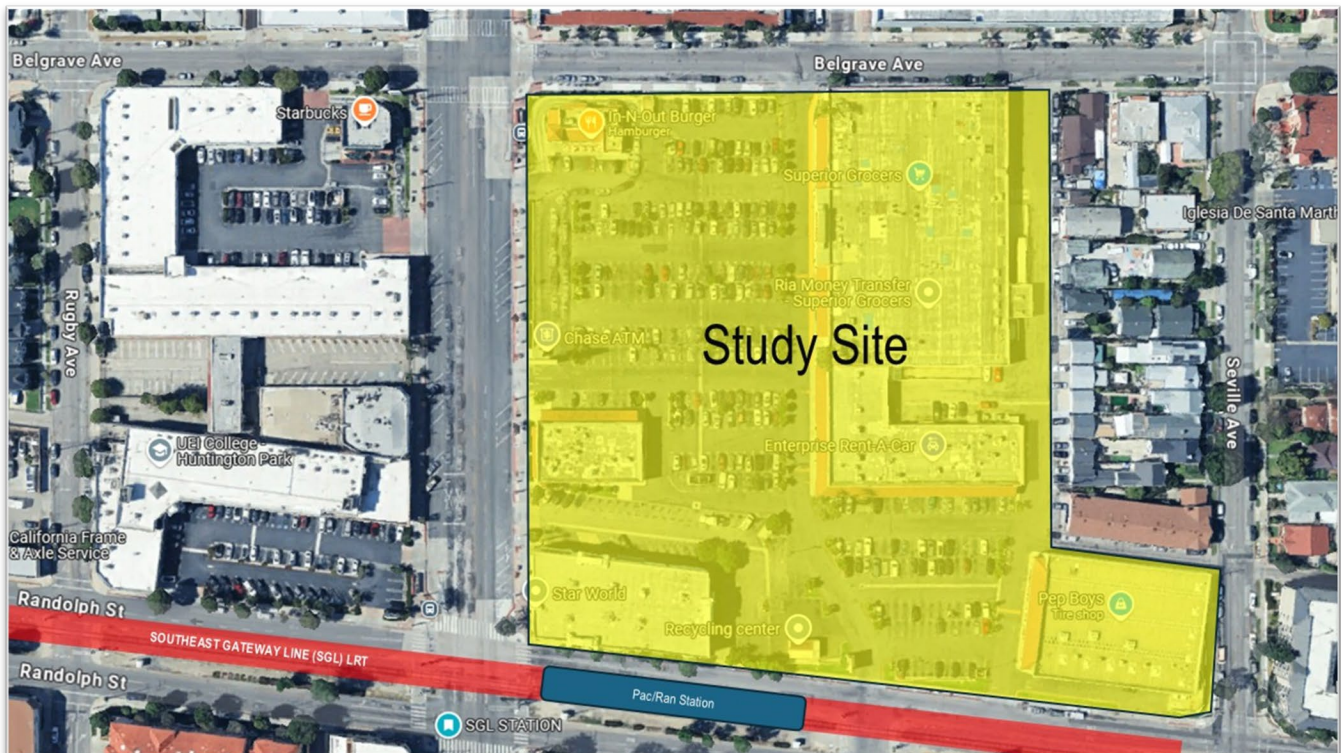 Belgrave Ave
Belgrave Ave
Starbucks
In-N-Out Burger
Hamburger
Superior Grocers
Iglesia De Santa Marth
Ria Money Transfer
- Superior Grocers
Rugby Ave
Chase ATM
Study Site
Seville Ave
UEI College -
Huntington Park
Enterprise Rent-A-Car
California Frame
& Axle Service
Star World
Pep Boys
Tire shop
Recycling center
Randolph St
SOUTHEAST GATEWAY LINE (SGL) LRT
Randolph St
Pac/Ran Station
SGL STATION